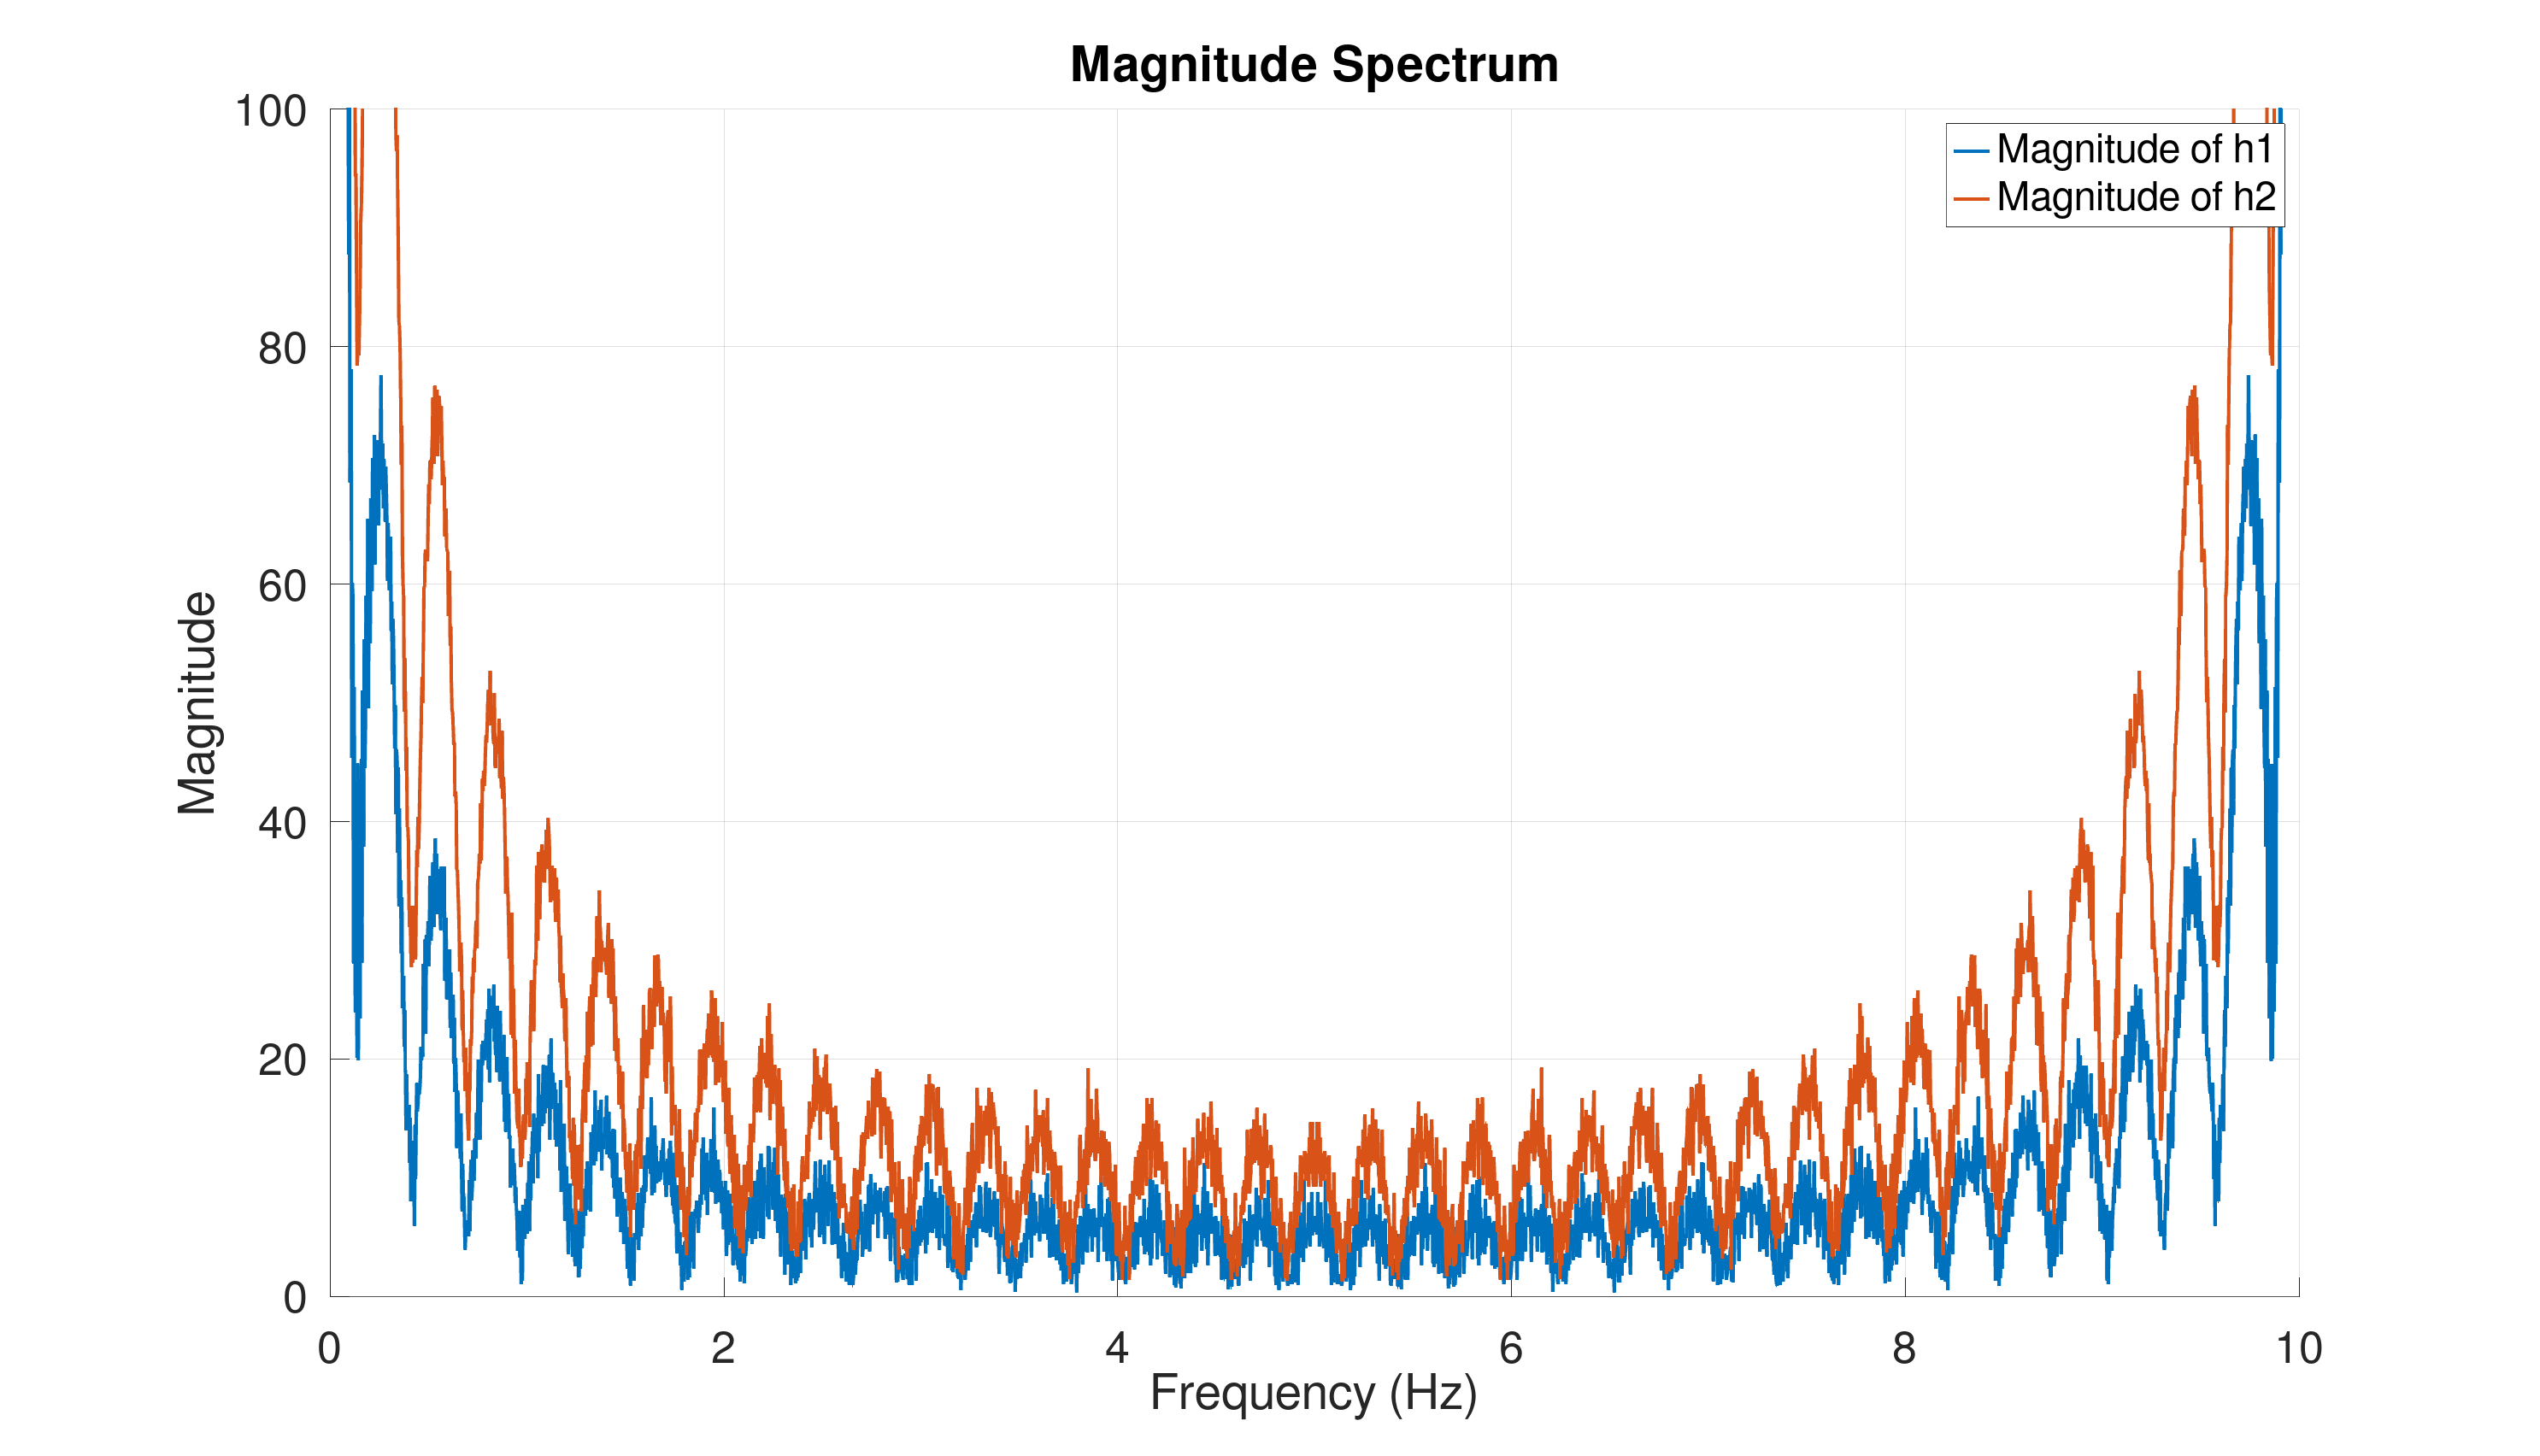 Magnitude Spectrum
100
80
60
40
20
0
Magnitude
Magnitude of h1
Magnitude of h2
0 2 4 6 8 10
Frequency (Hz)